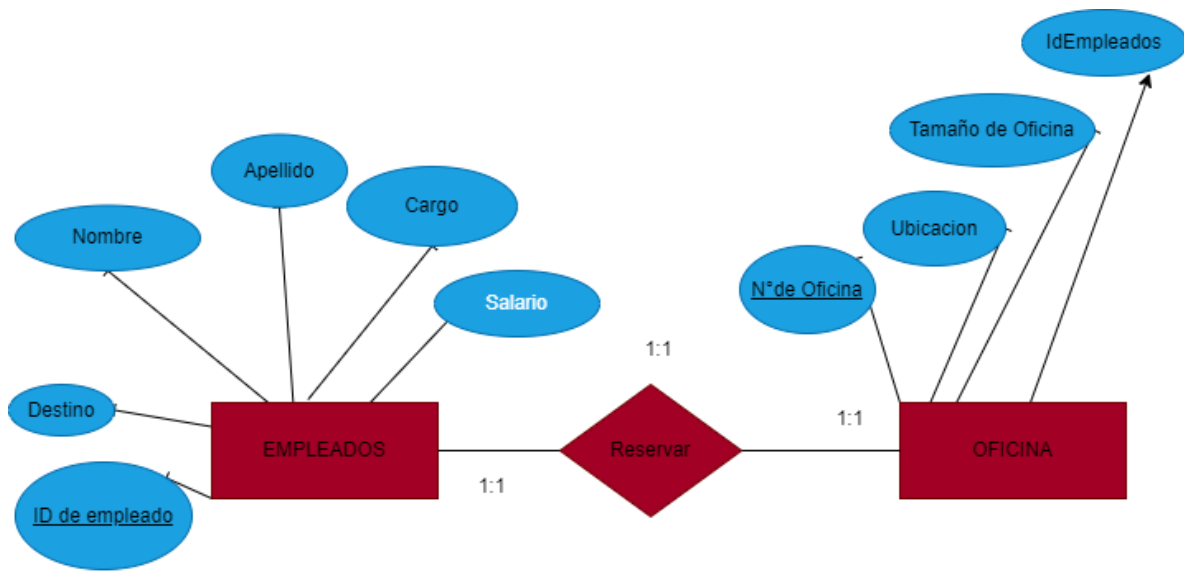 IdEmpleados
Tamaño de Oficina
Apellido
Cargo
Ubicacion
Nombre
N°de Oficina
Salario
1:1
Destino
1:1
EMPLEADOS
Reservar
OFICINA
1:1
ID de empleado